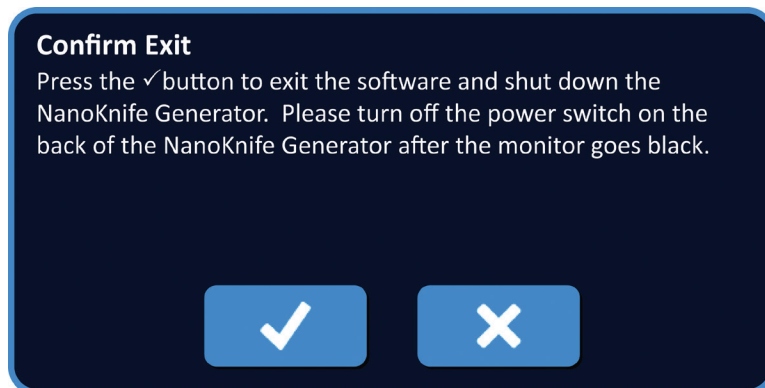 Confirm Exit
Press the ✓button to exit the software and shut down the
NanoKnife Generator.  Please turn off the power switch on the
back of the NanoKnife Generator after the monitor goes black.